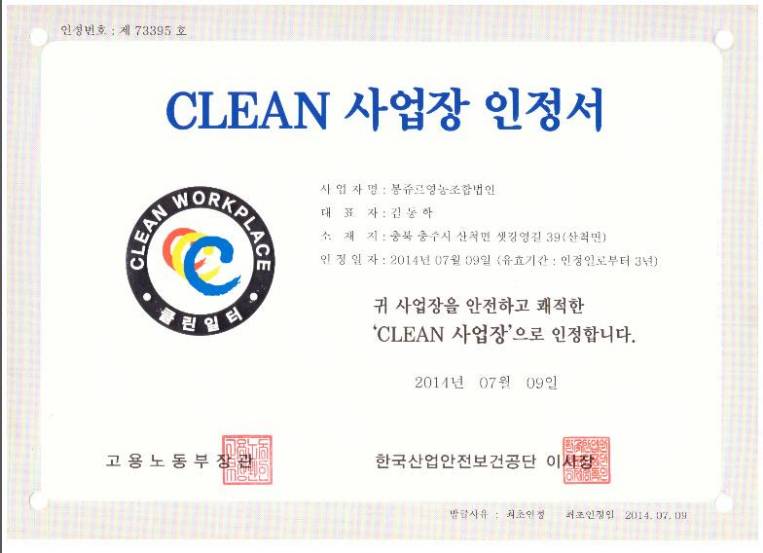 인정번호 : 제 73395 호
CLEAN 사업장 인정서
CLEAN WORKPLACE
클린일터
사 업 자 명 : 봉쥬르영농조합법인
대 표 자 : 김동학
소 재 지 : 충북 충주시 산척면 샛강영길 39(산척면)
인 정 일 자 : 2014년 07월 09일 (유효기간 : 인정일로부터 3년)
귀 사업장을 안전하고 쾌적한
‘CLEAN 사업장’으로 인정합니다.
2014년 07월 09일
고 용 노 동 부 장 관
한국산업안전보건공단 이사장
발급사유 : 최초인정 최초인정일 2014.07.09